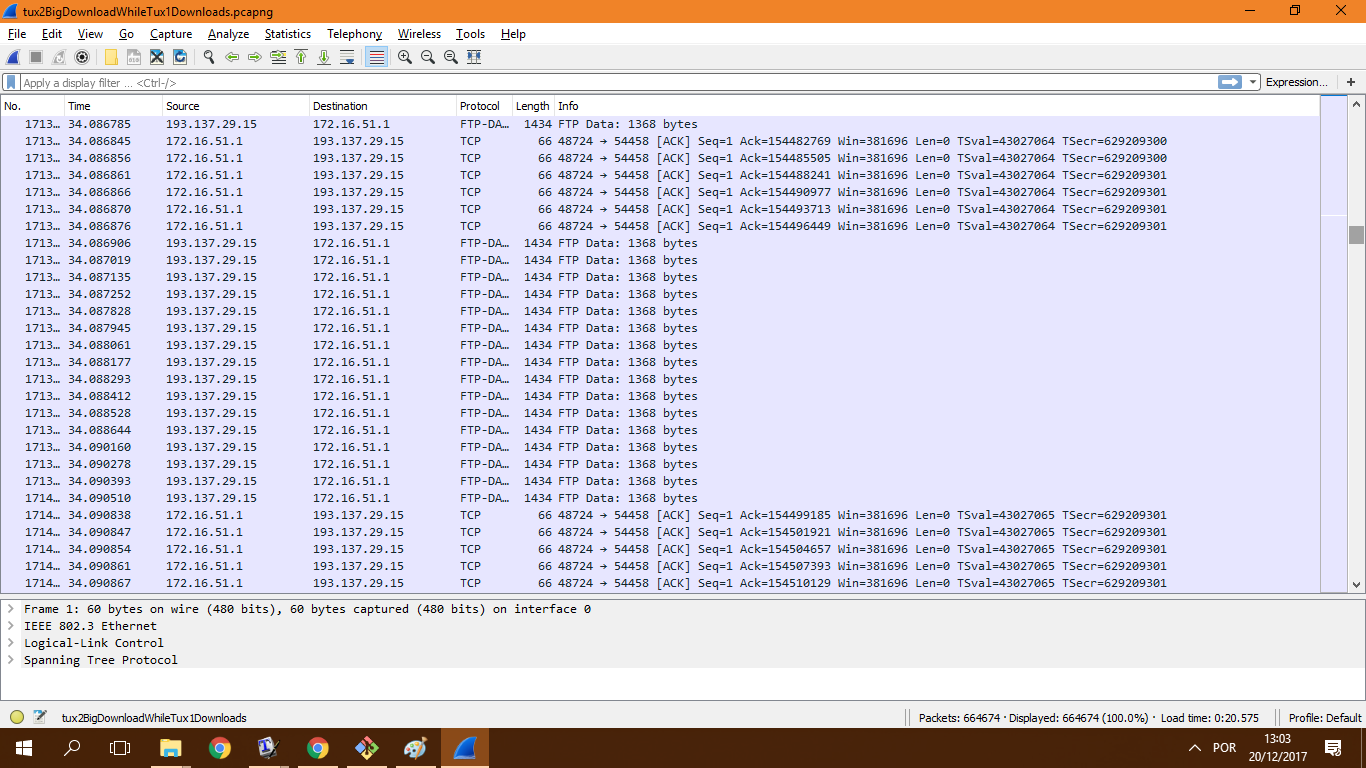 tux2BigDownloadWhileTux1Downloads.pcapng
File Edit View Go Capture Analyze Statistics Telephony Wireless Tools Help
Apply a display filter ... <Ctrl-/> Expression... +
No. Time Source Destination Protocol Length Info
1713… 34.086785 193.137.29.15 172.16.51.1 FTP-DA… 1434 FTP Data: 1368 bytes
1713… 34.086845 172.16.51.1 193.137.29.15 TCP 66 48724 → 54458 [ACK] Seq=1 Ack=154482769 Win=381696 Len=0 TSval=43027064 TSecr=629209300
1713… 34.086856 172.16.51.1 193.137.29.15 TCP 66 48724 → 54458 [ACK] Seq=1 Ack=154485505 Win=381696 Len=0 TSval=43027064 TSecr=629209300
1713… 34.086861 172.16.51.1 193.137.29.15 TCP 66 48724 → 54458 [ACK] Seq=1 Ack=154488241 Win=381696 Len=0 TSval=43027064 TSecr=629209301
1713… 34.086866 172.16.51.1 193.137.29.15 TCP 66 48724 → 54458 [ACK] Seq=1 Ack=154490977 Win=381696 Len=0 TSval=43027064 TSecr=629209301
1713… 34.086870 172.16.51.1 193.137.29.15 TCP 66 48724 → 54458 [ACK] Seq=1 Ack=154493713 Win=381696 Len=0 TSval=43027064 TSecr=629209301
1713… 34.086876 172.16.51.1 193.137.29.15 TCP 66 48724 → 54458 [ACK] Seq=1 Ack=154496449 Win=381696 Len=0 TSval=43027064 TSecr=629209301
1713… 34.086906 193.137.29.15 172.16.51.1 FTP-DA… 1434 FTP Data: 1368 bytes
1713… 34.087019 193.137.29.15 172.16.51.1 FTP-DA… 1434 FTP Data: 1368 bytes
1713… 34.087135 193.137.29.15 172.16.51.1 FTP-DA… 1434 FTP Data: 1368 bytes
1713… 34.087252 193.137.29.15 172.16.51.1 FTP-DA… 1434 FTP Data: 1368 bytes
1713… 34.087828 193.137.29.15 172.16.51.1 FTP-DA… 1434 FTP Data: 1368 bytes
1713… 34.087945 193.137.29.15 172.16.51.1 FTP-DA… 1434 FTP Data: 1368 bytes
1713… 34.088061 193.137.29.15 172.16.51.1 FTP-DA… 1434 FTP Data: 1368 bytes
1713… 34.088177 193.137.29.15 172.16.51.1 FTP-DA… 1434 FTP Data: 1368 bytes
1713… 34.088293 193.137.29.15 172.16.51.1 FTP-DA… 1434 FTP Data: 1368 bytes
1713… 34.088412 193.137.29.15 172.16.51.1 FTP-DA… 1434 FTP Data: 1368 bytes
1713… 34.088528 193.137.29.15 172.16.51.1 FTP-DA… 1434 FTP Data: 1368 bytes
1713… 34.088644 193.137.29.15 172.16.51.1 FTP-DA… 1434 FTP Data: 1368 bytes
1713… 34.090160 193.137.29.15 172.16.51.1 FTP-DA… 1434 FTP Data: 1368 bytes
1713… 34.090278 193.137.29.15 172.16.51.1 FTP-DA… 1434 FTP Data: 1368 bytes
1713… 34.090393 193.137.29.15 172.16.51.1 FTP-DA… 1434 FTP Data: 1368 bytes
1714… 34.090510 193.137.29.15 172.16.51.1 FTP-DA… 1434 FTP Data: 1368 bytes
1714… 34.090838 172.16.51.1 193.137.29.15 TCP 66 48724 → 54458 [ACK] Seq=1 Ack=154499185 Win=381696 Len=0 TSval=43027065 TSecr=629209301
1714… 34.090847 172.16.51.1 193.137.29.15 TCP 66 48724 → 54458 [ACK] Seq=1 Ack=154501921 Win=381696 Len=0 TSval=43027065 TSecr=629209301
1714… 34.090854 172.16.51.1 193.137.29.15 TCP 66 48724 → 54458 [ACK] Seq=1 Ack=154504657 Win=381696 Len=0 TSval=43027065 TSecr=629209301
1714… 34.090861 172.16.51.1 193.137.29.15 TCP 66 48724 → 54458 [ACK] Seq=1 Ack=154507393 Win=381696 Len=0 TSval=43027065 TSecr=629209301
1714… 34.090867 172.16.51.1 193.137.29.15 TCP 66 48724 → 54458 [ACK] Seq=1 Ack=154510129 Win=381696 Len=0 TSval=43027065 TSecr=629209301
Frame 1: 60 bytes on wire (480 bits), 60 bytes captured (480 bits) on interface 0
IEEE 802.3 Ethernet
Logical-Link Control
Spanning Tree Protocol
tux2BigDownloadWhileTux1Downloads Packets: 664674 · Displayed: 664674 (100.0%) · Load time: 0:20.575 Profile: Default
POR 13:03
20/12/2017